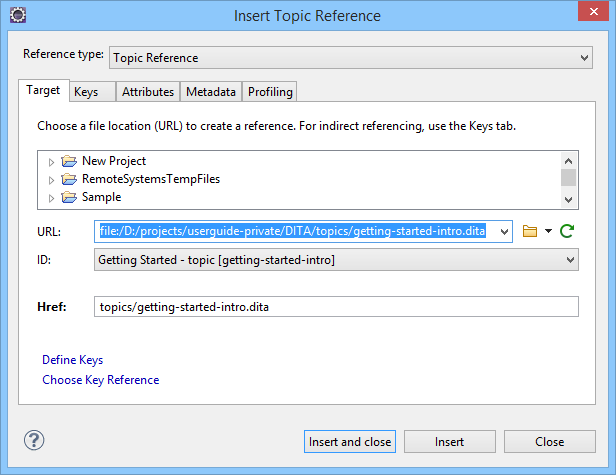 Insert Topic Reference
Reference type: Topic Reference
Target Keys Attributes Metadata Profiling
Choose a file location (URL) to create a reference. For indirect referencing, use the Keys tab.
New Project
RemoteSystemsTempFiles
Sample
URL: file:/D:/projects/userguide-private/DITA/topics/getting-started-intro.dita
ID: Getting Started - topic [getting-started-intro]
Href: topics/getting-started-intro.dita
Define Keys
Choose Key Reference
? Insert and close Insert Close